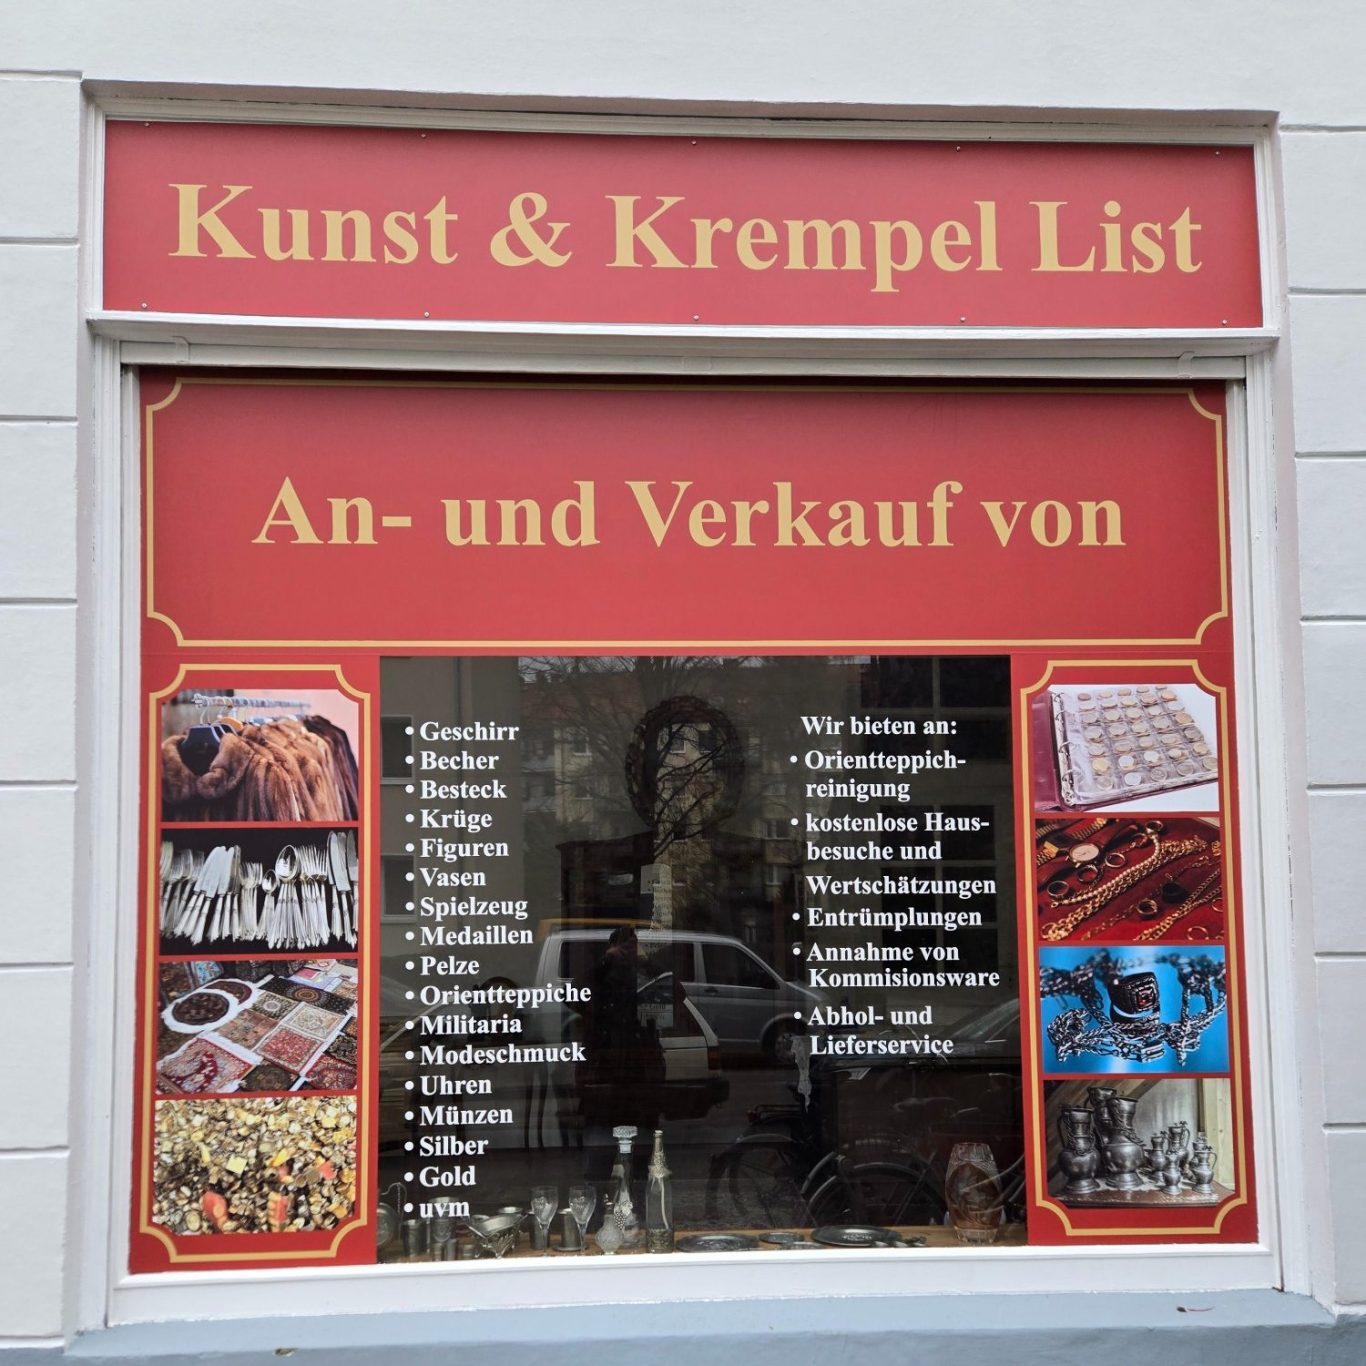 Kunst & Krempel List
An- und Verkauf von
• Geschirr
• Becher
• Besteck
• Krüge
• Figuren
• Vasen
• Spielzeug
• Medaillen
• Pelze
• Orientteppiche
• Militaria
• Modeschmuck
• Uhren
• Münzen
• Silber
• Gold
• uvm
Wir bieten an:
• Orientteppich-
reinigung
• kostenlose Haus-
besuche und
Wertschätzungen
• Entrümplungen
• Annahme von
Kommisionsware
• Abhol- und
Lieferservice